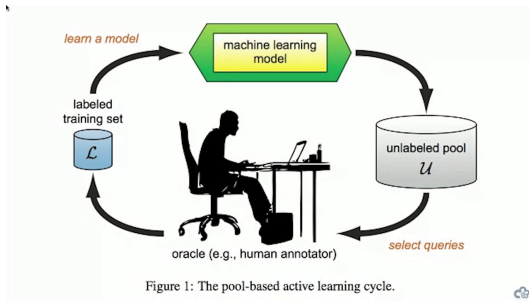 learn a model
machine learning
model
labeled
training set
L
unlabeled pool
U
oracle (e.g., human annotator)
select queries
Figure 1: The pool-based active learning cycle.